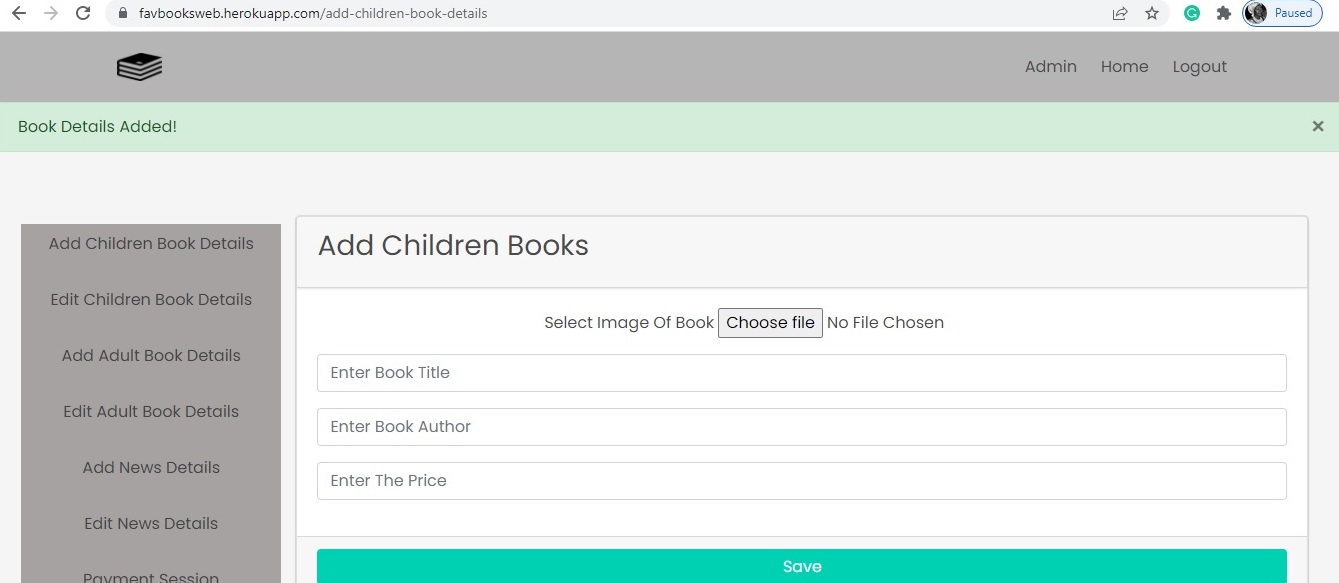 favbooksweb.herokuapp.com/add-children-book-details
Paused
Admin Home Logout
Book Details Added!
×
Add Children Book Details
Edit Children Book Details
Add Adult Book Details
Edit Adult Book Details
Add News Details
Edit News Details
Payment Session
Add Children Books
Select Image Of Book Choose file No File Chosen
Enter Book Title
Enter Book Author
Enter The Price
Save